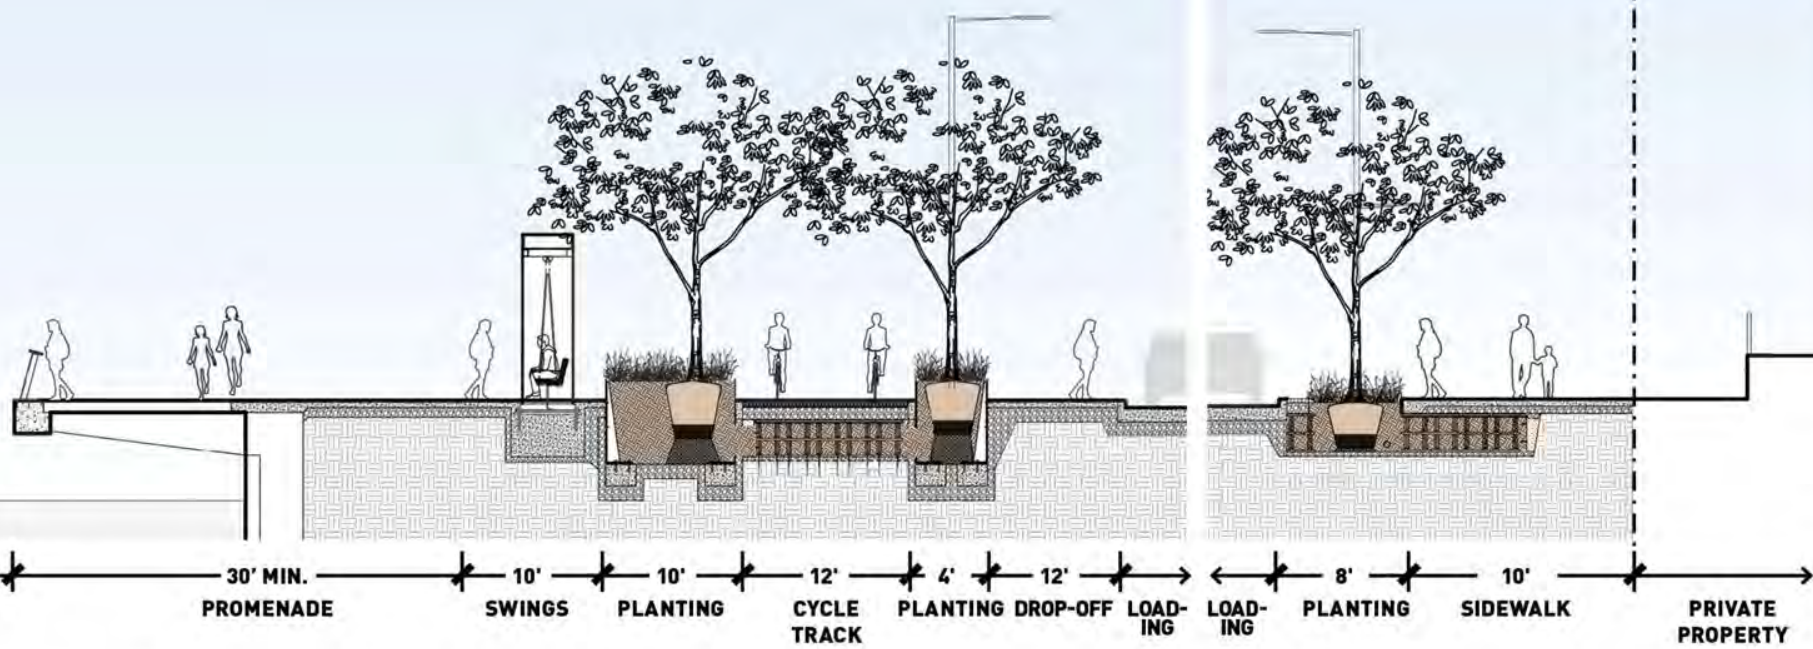 30' MIN.
10'
10'
12'
4'
12'
8'
10'
PROMENADE
SWINGS
PLANTING
CYCLE
TRACK
PLANTING
DROP-OFF
LOAD-
ING
LOAD-
ING
PLANTING
SIDEWALK
PRIVATE
PROPERTY